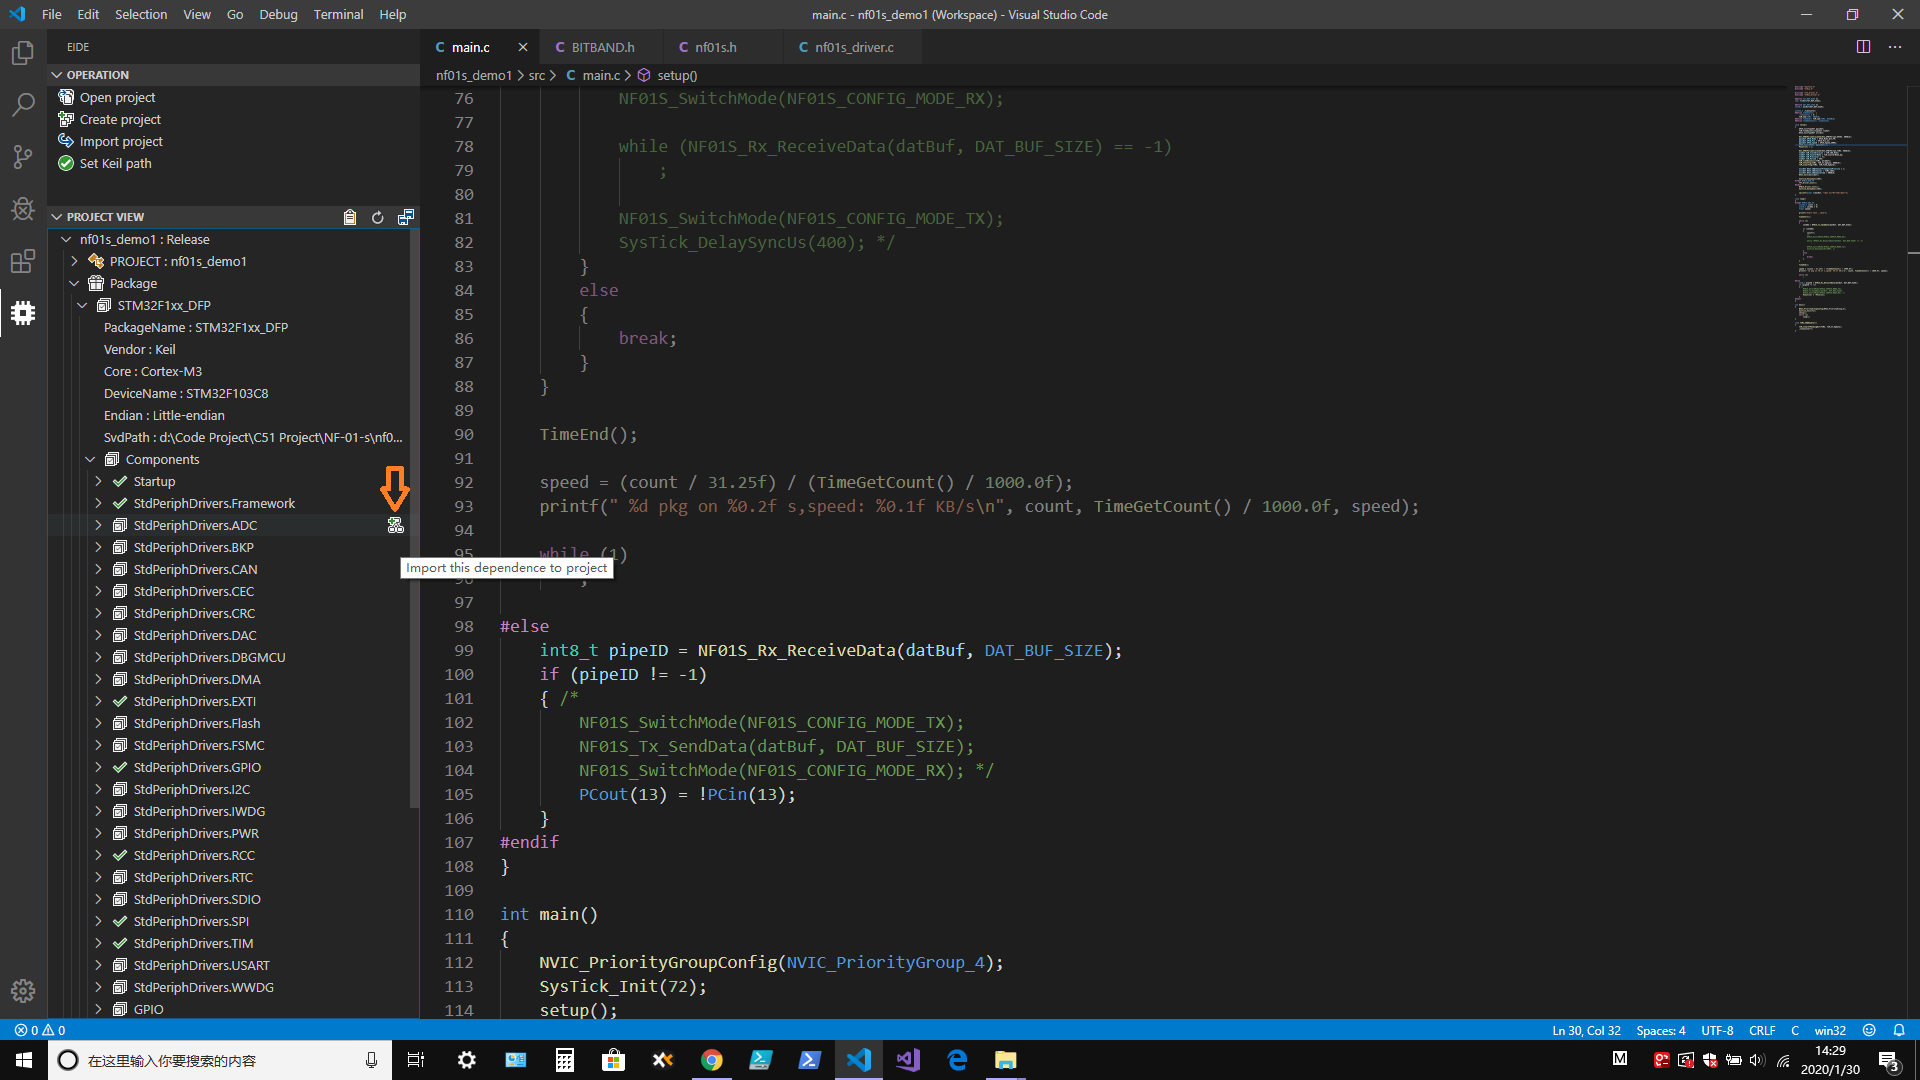 File Edit Selection View Go Debug Terminal Help
main.c - nf01s_demo1 (Workspace) - Visual Studio Code
EIDE
OPERATION
Open project
Create project
Import project
Set Keil path
PROJECT VIEW
nf01s_demo1 : Release
PROJECT : nf01s_demo1
Package
STM32F1xx_DFP
PackageName : STM32F1xx_DFP
Vendor : Keil
Core : Cortex-M3
DeviceName : STM32F103C8
Endian : Little-endian
SvdPath : d:\Code Project\C51 Project\NF-01-s\nf0...
Components
Startup
StdPeriphDrivers.Framework
StdPeriphDrivers.ADC
StdPeriphDrivers.BKP
StdPeriphDrivers.CAN
StdPeriphDrivers.CEC
StdPeriphDrivers.CRC
StdPeriphDrivers.DAC
StdPeriphDrivers.DBGMCU
StdPeriphDrivers.DMA
StdPeriphDrivers.EXTI
StdPeriphDrivers.Flash
StdPeriphDrivers.FSMC
StdPeriphDrivers.GPIO
StdPeriphDrivers.I2C
StdPeriphDrivers.IWDG
StdPeriphDrivers.PWR
StdPeriphDrivers.RCC
StdPeriphDrivers.RTC
StdPeriphDrivers.SDIO
StdPeriphDrivers.SPI
StdPeriphDrivers.TIM
StdPeriphDrivers.USART
StdPeriphDrivers.WWDG
GPIO
Import this dependence to project
C main.c C BITBAND.h C nf01s.h C nf01s_driver.c
nf01s_demo1 > src > C main.c > setup()
76 NF01S_SwitchMode(NF01S_CONFIG_MODE_RX);
77
78 while (NF01S_Rx_ReceiveData(datBuf, DAT_BUF_SIZE) == -1)
79 ;
80
81 NF01S_SwitchMode(NF01S_CONFIG_MODE_TX);
82 SysTick_DelaySyncUs(400); */
83 }
84 else
85 {
86 break;
87 }
88 }
89
90 TimeEnd();
91
92 speed = (count / 31.25f) / (TimeGetCount() / 1000.0f);
93 printf(" %d pkg on %0.2f s,speed: %0.1f KB/s\n", count, TimeGetCount() / 1000.0f, speed);
94
95 while (1)
96 ;
97
98 #else
99 int8_t pipeID = NF01S_Rx_ReceiveData(datBuf, DAT_BUF_SIZE);
100 if (pipeID != -1)
101 { /*
102 NF01S_SwitchMode(NF01S_CONFIG_MODE_TX);
103 NF01S_Tx_SendData(datBuf, DAT_BUF_SIZE);
104 NF01S_SwitchMode(NF01S_CONFIG_MODE_RX); */
105 PCout(13) = !PCin(13);
106 }
107 #endif
108 }
109
110 int main()
111 {
112 NVIC_PriorityGroupConfig(NVIC_PriorityGroup_4);
113 SysTick_Init(72);
114 setup();
0 0
Ln 30, Col 32 Spaces: 4 UTF-8 CRLF C win32
在这里输入你要搜索的内容
M
14:29
2020/1/30
3